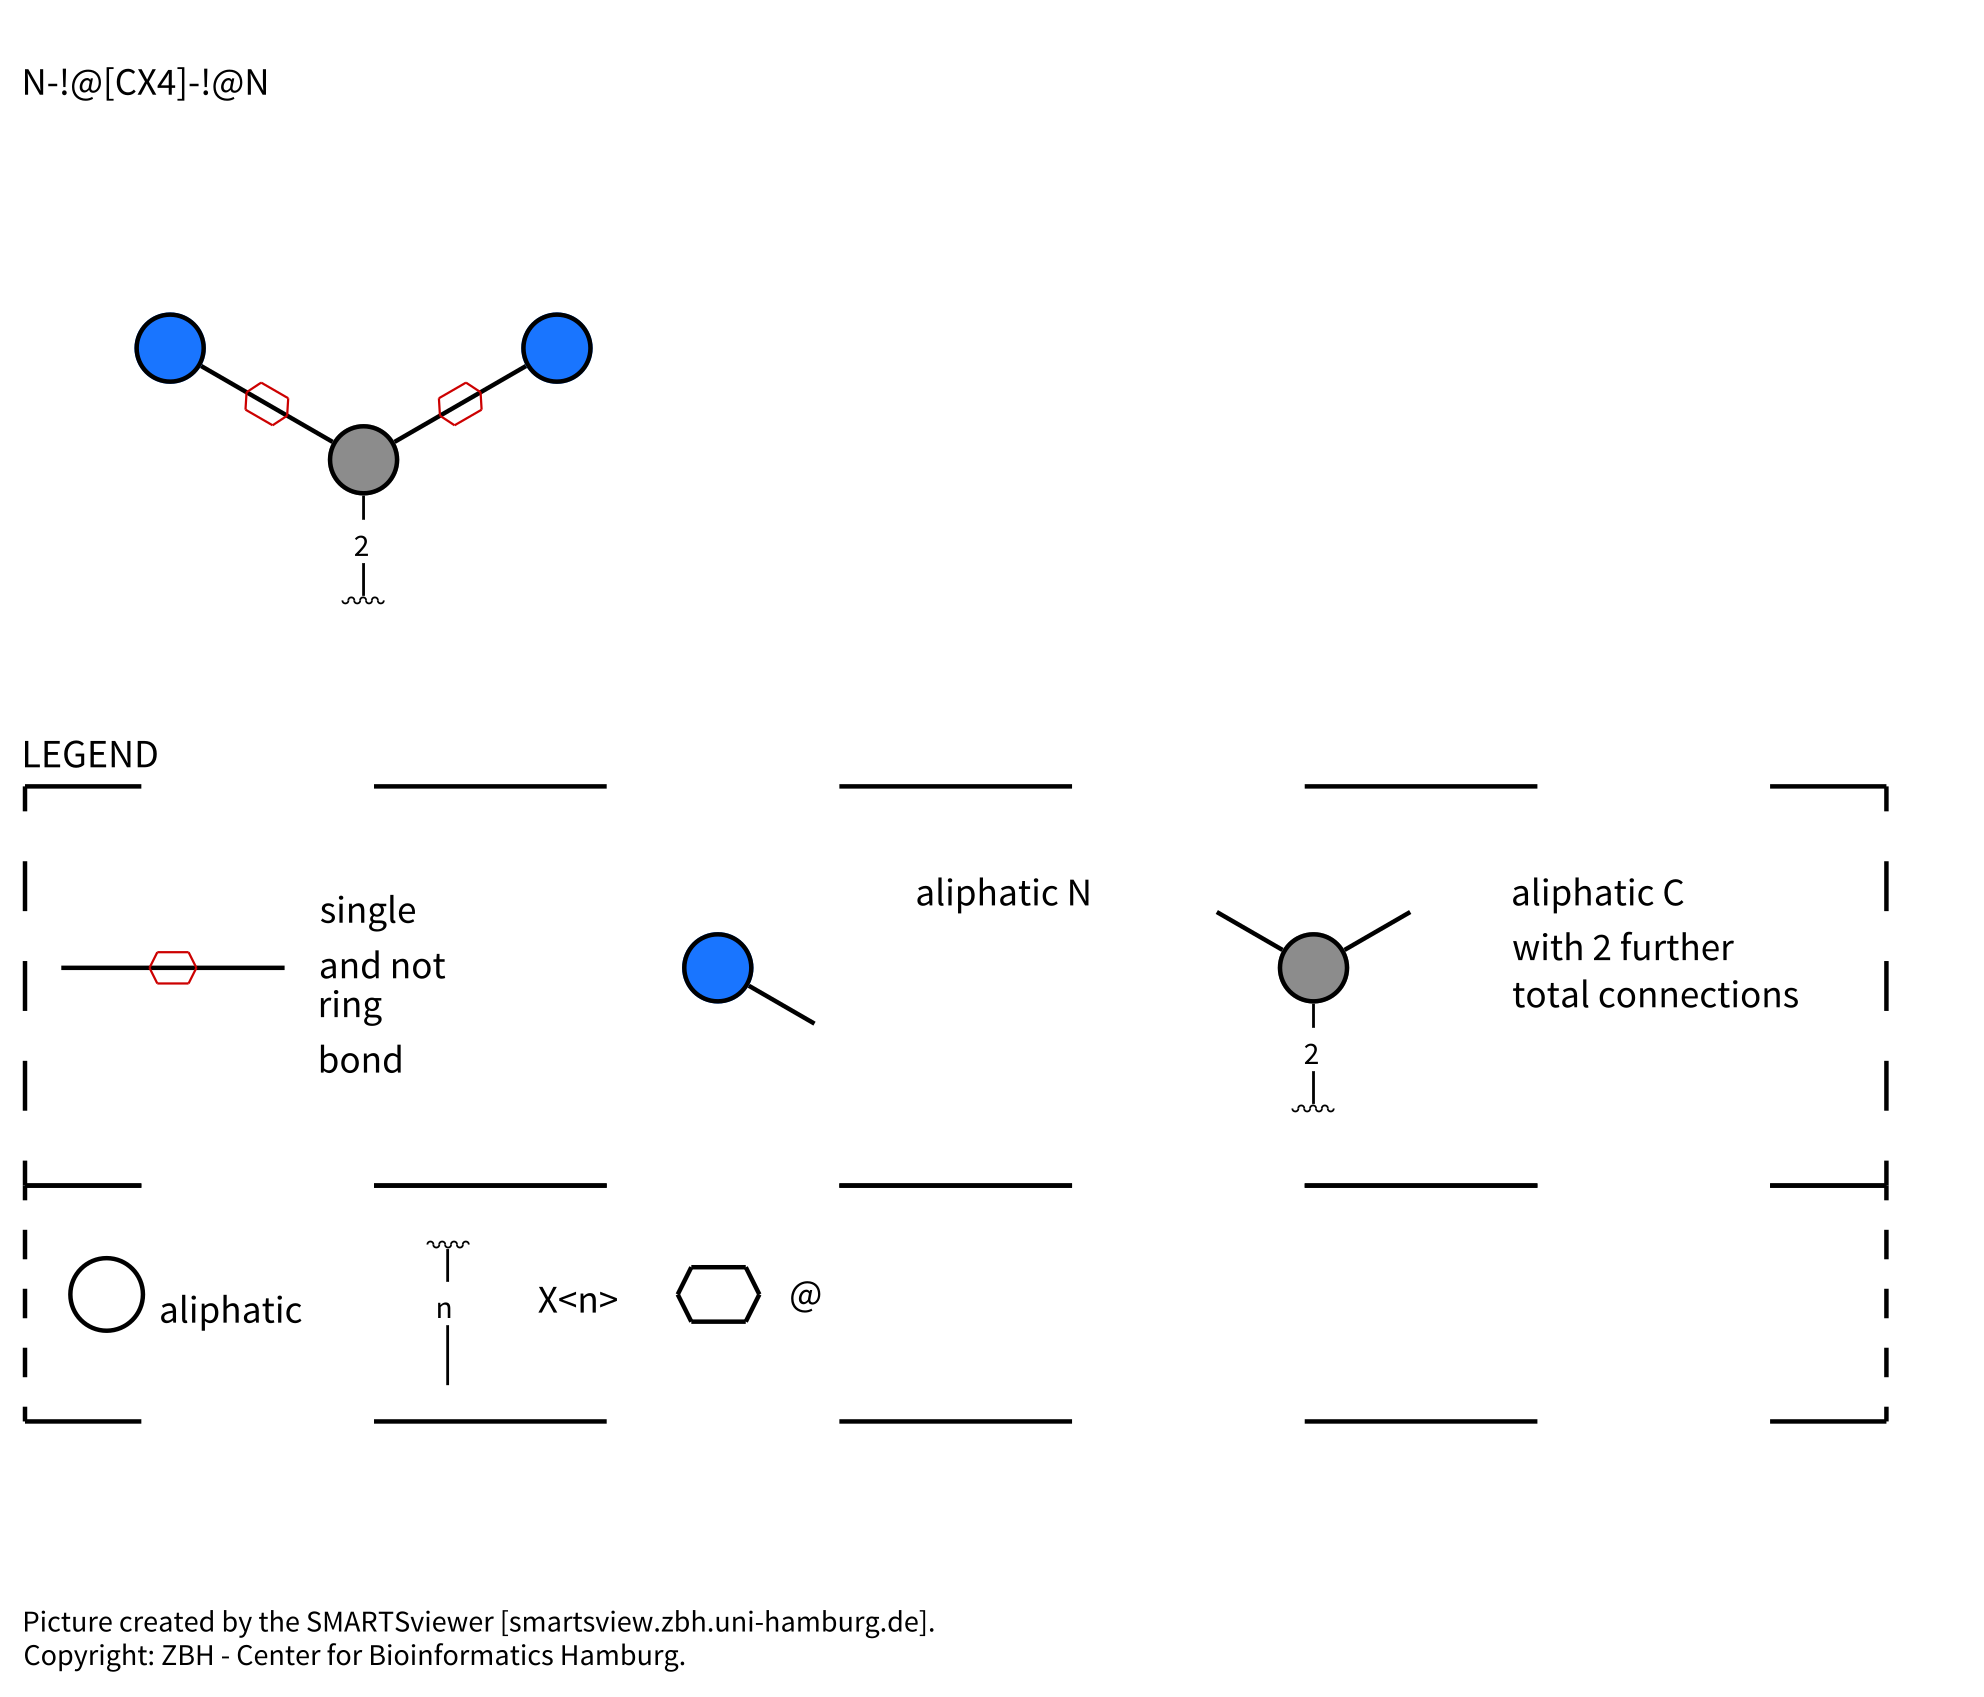 N-!@[CX4]-!@N
2
LEGEND
single
and not
ring
bond
aliphatic N
aliphatic C
with 2 further
total connections
2
aliphatic
n
X<n>
@
Picture created by the SMARTSviewer [smartsview.zbh.uni-hamburg.de].
Copyright: ZBH - Center for Bioinformatics Hamburg.